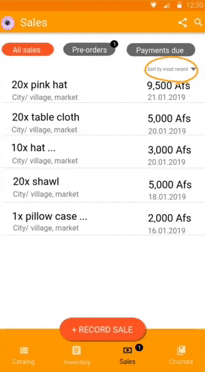 12:30
Sales
All sales
Pre-orders
1
Payments due
Sort by most recent
20x pink hat 9,500 Afs
City/ village, market 21.01.2019
20x table cloth 5,000 Afs
City/ village, market 20.01.2019
10x hat ... 3,000 Afs
City/ village, market 20.01.2019
20x shawl 5,000 Afs
City/ village, market 18.01.2019
1x pillow case ... 2,000 Afs
City/ village, market 16.01.2019
+ RECORD SALE
1
Catalog Inventory Sales Courses